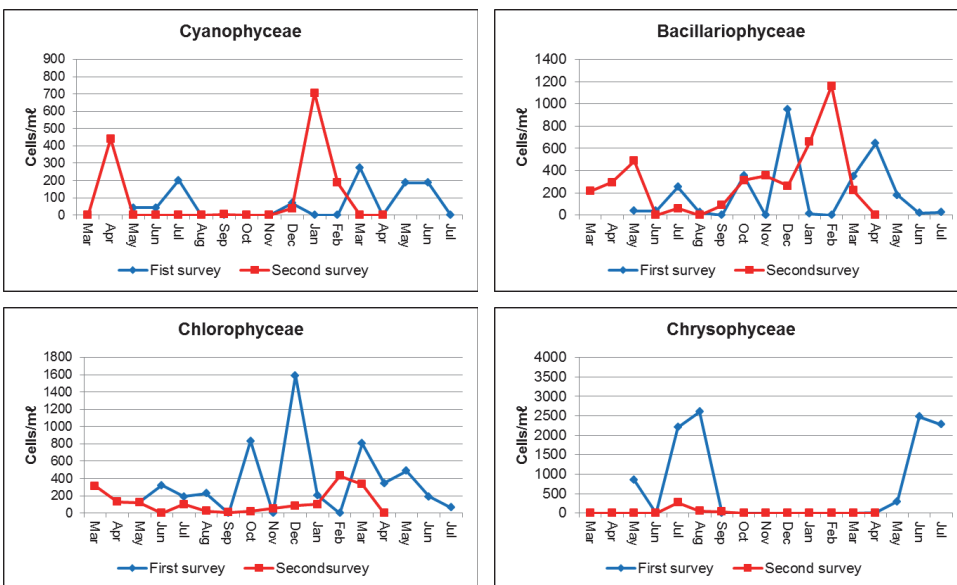 Cyanophyceae
Cells/mℓ
900
800
700
600
500
400
300
200
100
0
Mar Apr May Jun Jul Aug Sep Oct Nov Dec Jan Feb Mar Apr May Jun Jul
Fist survey Second survey
Bacillariophyceae
Cells/mℓ
1400
1200
1000
800
600
400
200
0
Mar Apr May Jun Jul Aug Sep Oct Nov Dec Jan Feb Mar Apr May Jun Jul
First survey Secondsurvey
Chlorophyceae
Cells/mℓ
1800
1600
1400
1200
1000
800
600
400
200
0
Mar Apr May Jun Jul Aug Sep Oct Nov Dec Jan Feb Mar Apr May Jun Jul
First survey Secondsurvey
Chrysophyceae
Cells/mℓ
4000
3500
3000
2500
2000
1500
1000
500
0
Mar Apr May Jun Jul Aug Sep Oct Nov Dec Jan Feb Mar Apr May Jun Jul
First survey Secondsurvey